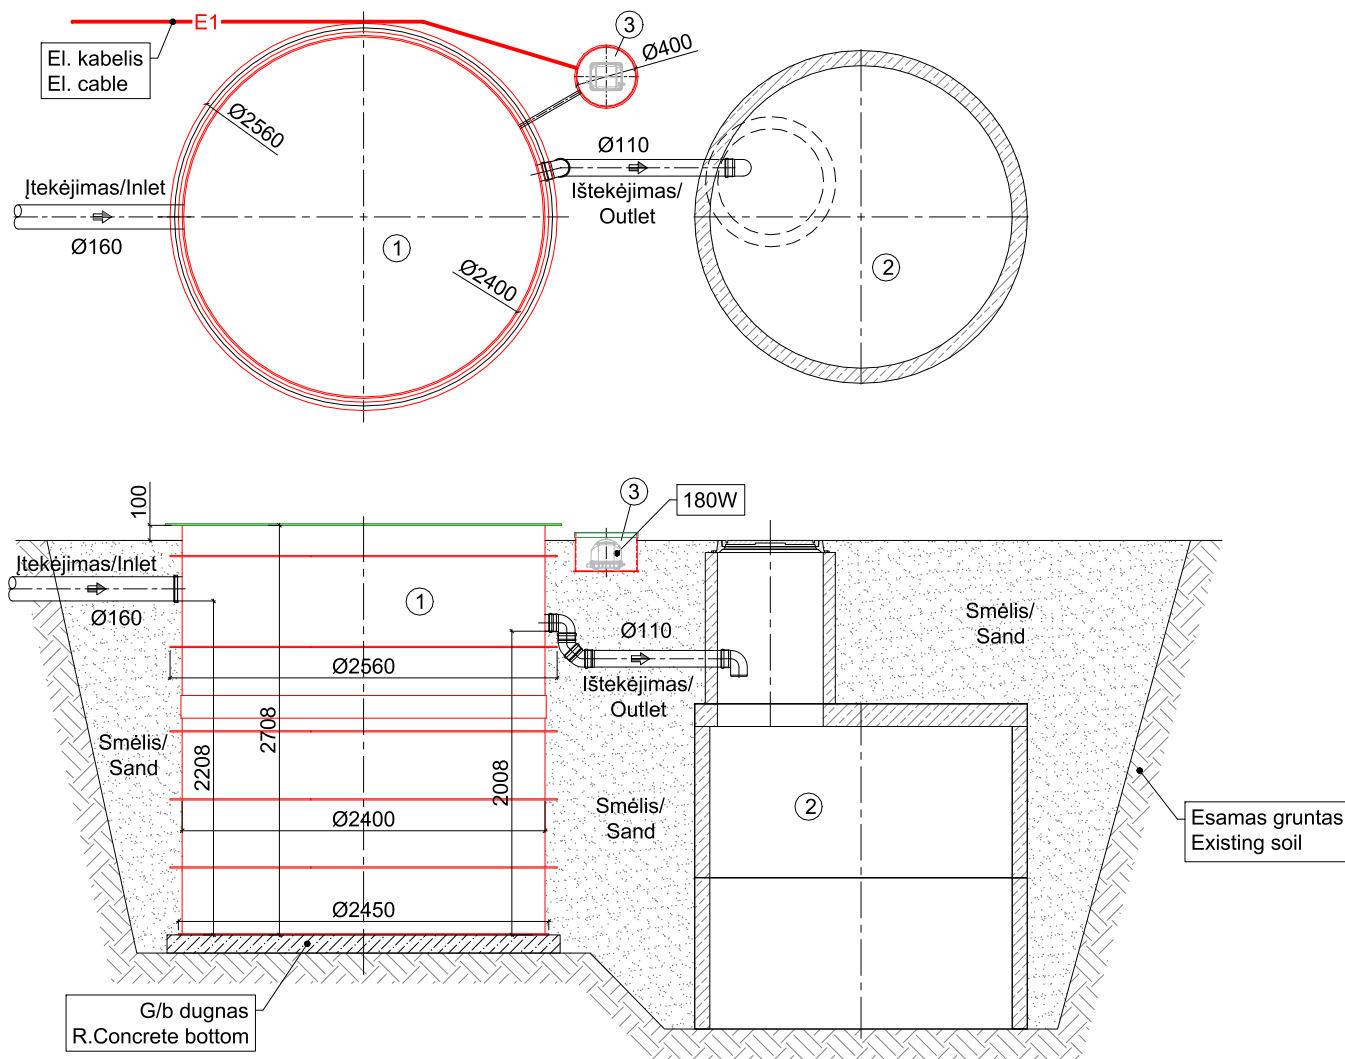 E1
El. kabelis
El. cable
3
Ø400
Ø2560
Ø110
Įtekėjimas/Inlet
Ø160
Ištekėjimas/
Outlet
1
Ø2400
2
100
3
180W
Įtekėjimas/Inlet
Ø160
1
Ø110
Smėlis/
Sand
Ø2560
Ištekėjimas/
Outlet
2708
2208
2008
Smėlis/
Sand
Ø2400
Smėlis/
Sand
2
Esamas gruntas
Existing soil
Ø2450
G/b dugnas
R.Concrete bottom